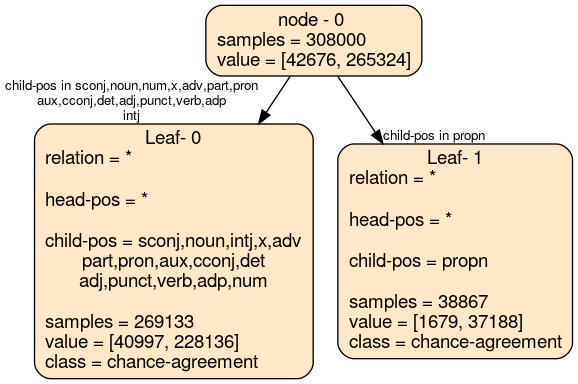 node - 0
samples = 308000
value = [42676, 265324]
child-pos in sconj,noun,num,x,adv,part,pron
aux,cconj,det,adj,punct,verb,adp
intj
child-pos in propn
Leaf- 0
relation = *
head-pos = *
child-pos = sconj,noun,intj,x,adv
part,pron,aux,cconj,det
adj,punct,verb,adp,num
samples = 269133
value = [40997, 228136]
class = chance-agreement
Leaf- 1
relation = *
head-pos = *
child-pos = propn
samples = 38867
value = [1679, 37188]
class = chance-agreement